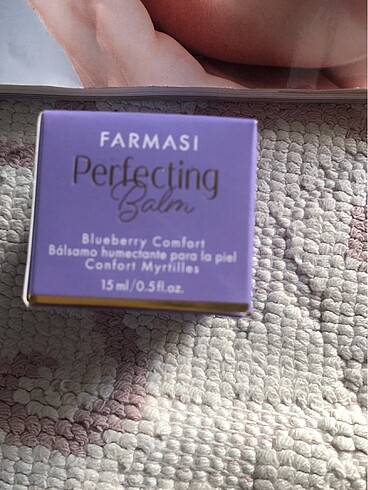 FARMASI
Perfecting
Balm
Blueberry Comfort
Bálsamo humectante para la piel
Confort Myrtilles
15 ml/0.5 fl.oz.